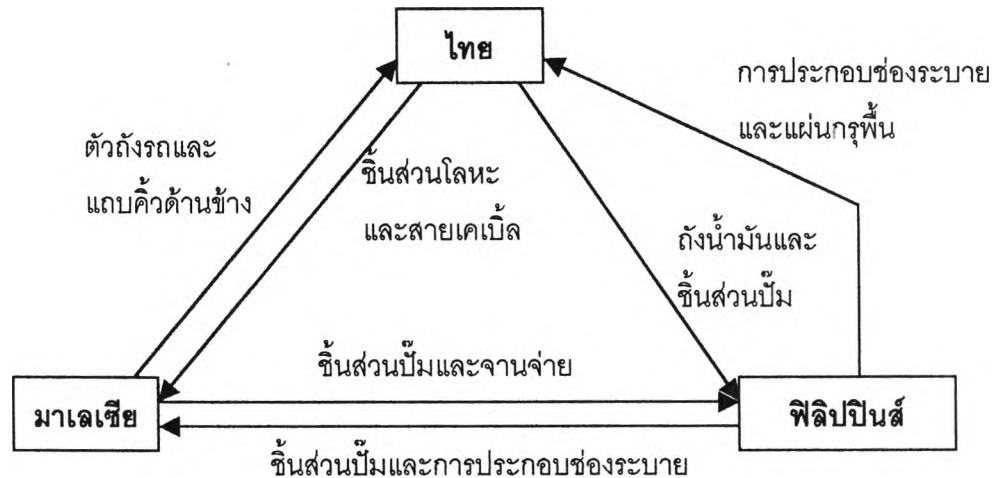 ไทย
การประกอบช่องระบาย
และแผ่นกรุพื้น
ตัวถังรถและ
แถบคิ้วด้านข้าง
ชิ้นส่วนโลหะ
และสายเคเบิ้ล
ถังน้ำมันและ
ชิ้นส่วนปั๊ม
ชิ้นส่วนปั๊มและจานจ่าย
มาเลเซีย
ฟิลิปปินส์
ชิ้นส่วนปั๊มและการประกอบช่องระบาย